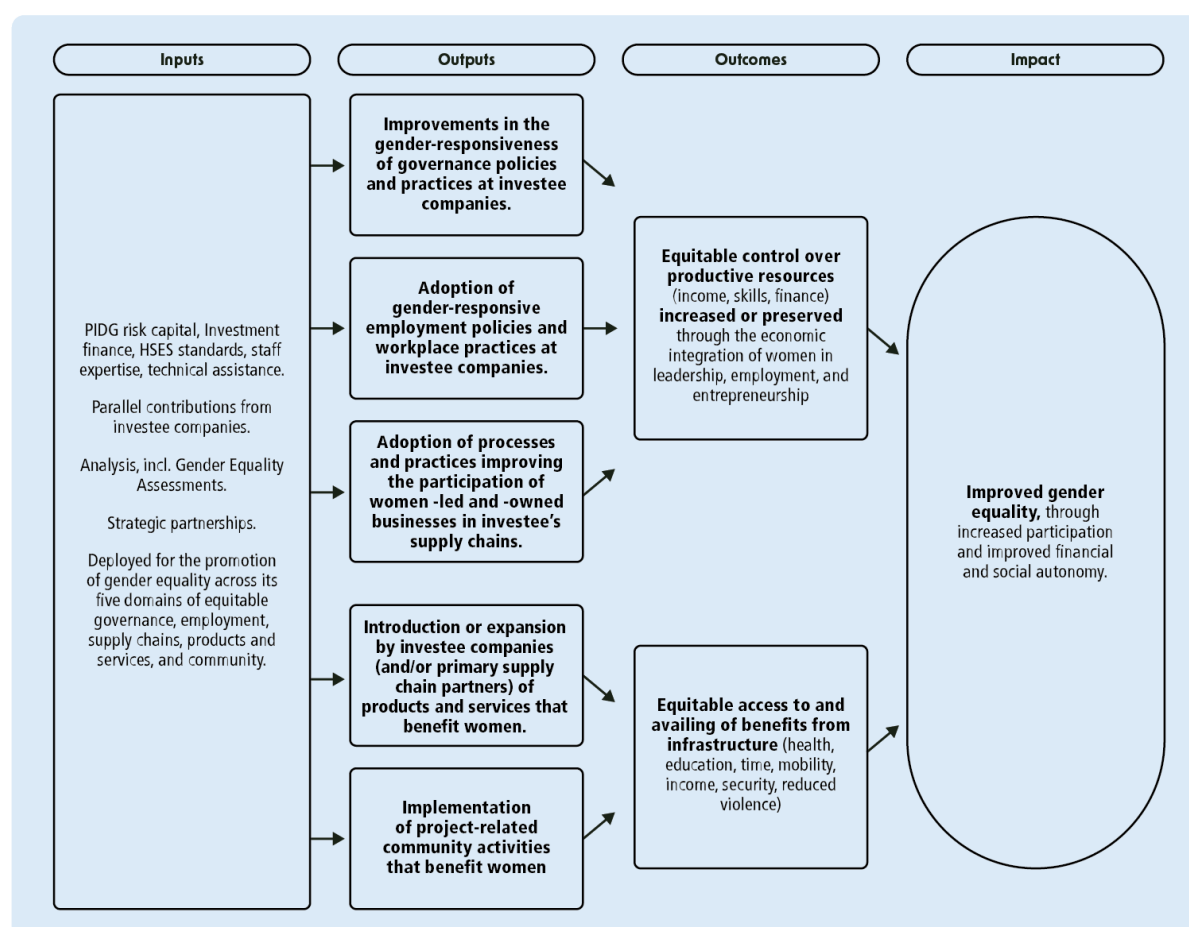 Inputs
Outputs
Outcomes
Impact
PIDG risk capital, Investment
finance, HSES standards, staff
expertise, technical assistance.
Parallel contributions from
investee companies.
Analysis, incl. Gender Equality
Assessments.
Strategic partnerships.
Deployed for the promotion
of gender equality across its
five domains of equitable
governance, employment,
supply chains, products and
services, and community.
Improvements in the
gender-responsiveness
of governance policies
and practices at investee
companies.
Adoption of
gender-responsive
employment policies and
workplace practices at
investee companies.
Adoption of processes
and practices improving
the participation of
women -led and -owned
businesses in investee's
supply chains.
Introduction or expansion
by investee companies
(and/or primary supply
chain partners) of
products and services that
benefit women.
Implementation
of project-related
community activities
that benefit women
Equitable control over
productive resources
(income, skills, finance)
increased or preserved
through the economic
integration of women in
leadership, employment, and
entrepreneurship
Equitable access to and
availing of benefits from
infrastructure (health,
education, time, mobility,
income, security, reduced
violence)
Improved gender
equality, through
increased participation
and improved financial
and social autonomy.